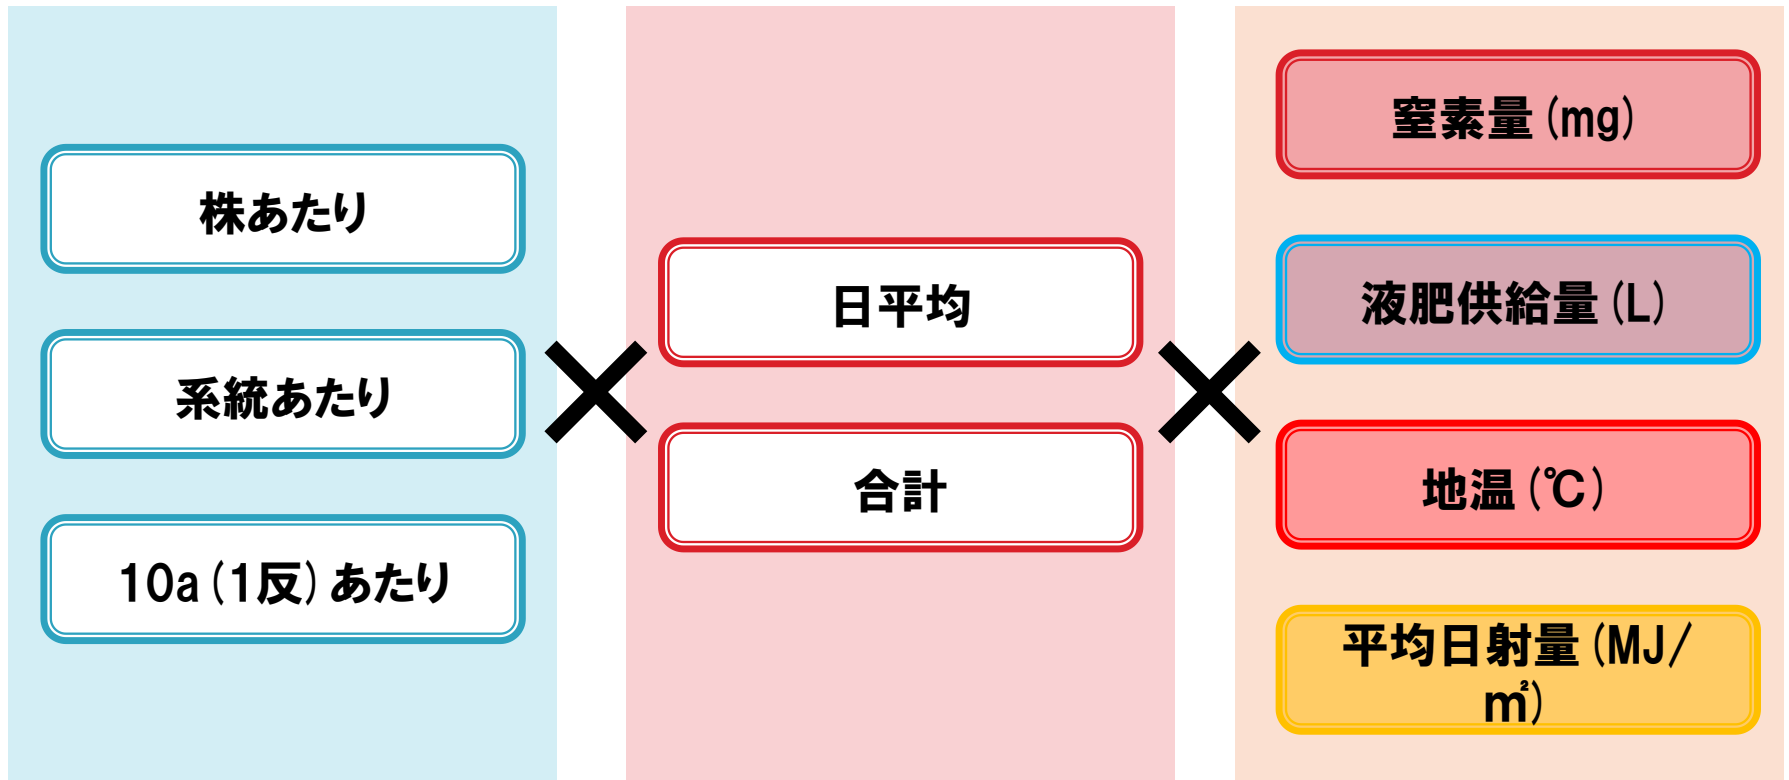 株あたり
系統あたり
10a(1反)あたり
日平均
合計
窒素量(mg)
液肥供給量(L)
地温(℃)
平均日射量(MJ/
㎡)